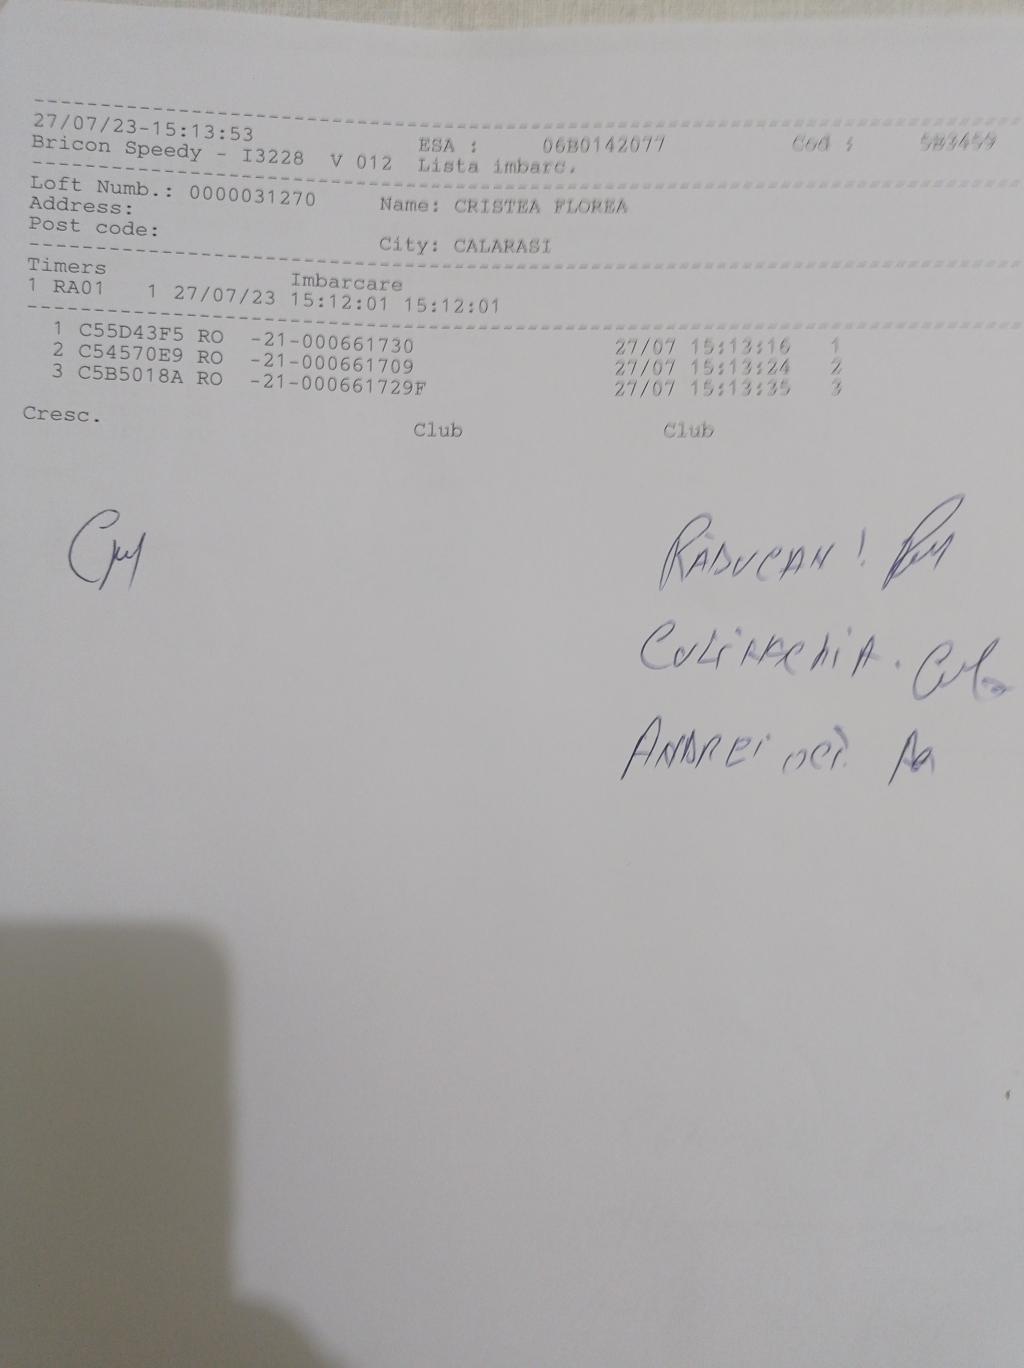 27/07/23-15:13:53 ESA : 06B0142077 Cod : 5B3459
Bricon Speedy - I3228 V 012 Lista imbarc.
Loft Numb.: 0000031270 Name: CRISTEA FLOREA
Address:
Post code: City: CALARASI
Timers Imbarcare
1 RA01 1 27/07/23 15:12:01 15:12:01
1 C55D43F5 RO -21-000661730 27/07 15:13:16 1
2 C54570E9 RO -21-000661709 27/07 15:13:24 2
3 C5B5018A RO -21-000661729F 27/07 15:13:35 3
Cresc. Club Club
RĂDUCAN !
ANDREI